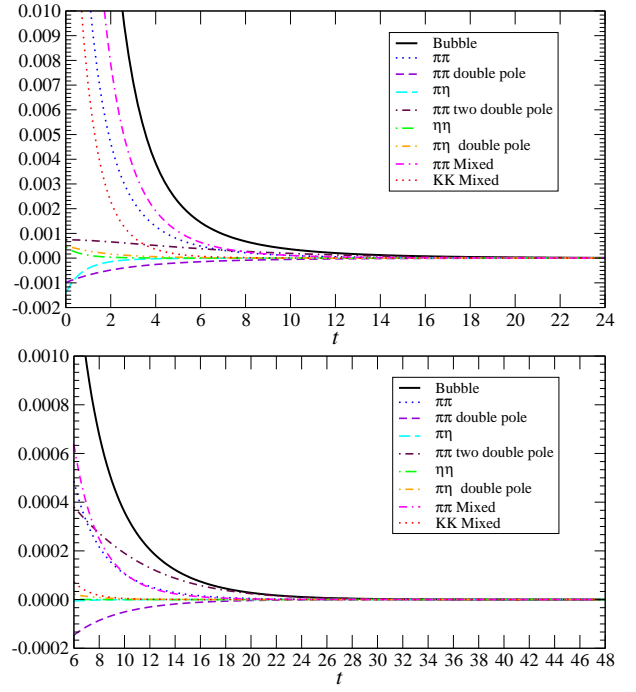 0.010
0.009
0.008
0.007
0.006
0.005
0.004
0.003
0.002
0.001
0.000
-0.001
-0.002
Bubble
ππ
ππ double pole
πη
ππ two double pole
ηη
πη double pole
ππ Mixed
KK Mixed
0 2 4 6 8 10 12 14 16 18 20 22 24
t
0.0010
0.0008
0.0006
0.0004
0.0002
0.0000
-0.0002
Bubble
ππ
ππ double pole
πη
ππ two double pole
ηη
πη double pole
ππ Mixed
KK Mixed
6 8 10 12 14 16 18 20 22 24 26 28 30 32 34 36 38 40 42 44 46 48
t